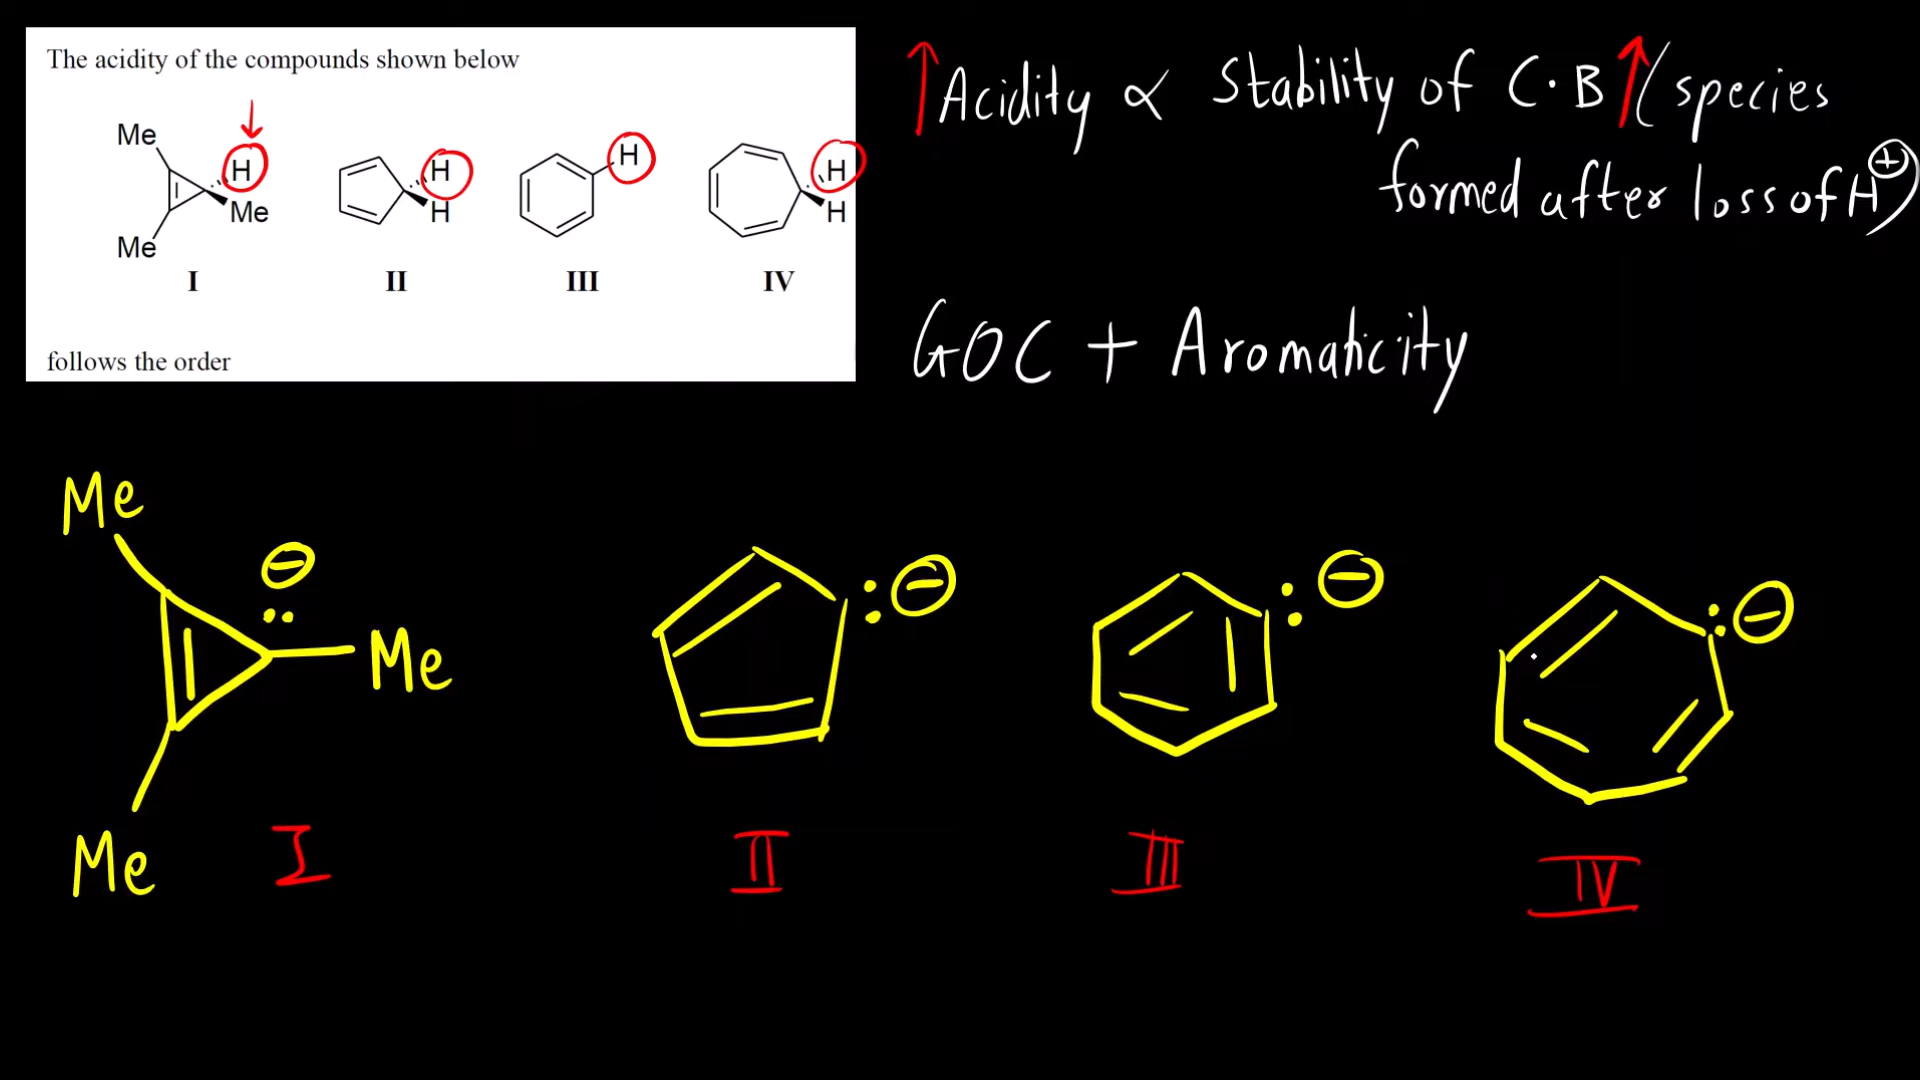 The acidity of the compounds shown below
Me H Me Me
H H
H
H H
I II III IV
follows the order
Acidity ∝ Stability of C·B (species
formed after loss of H⊕)
GOC + Aromaticity
Me ⊖ Me Me
:⊖
:⊖
:⊖
I II III IV